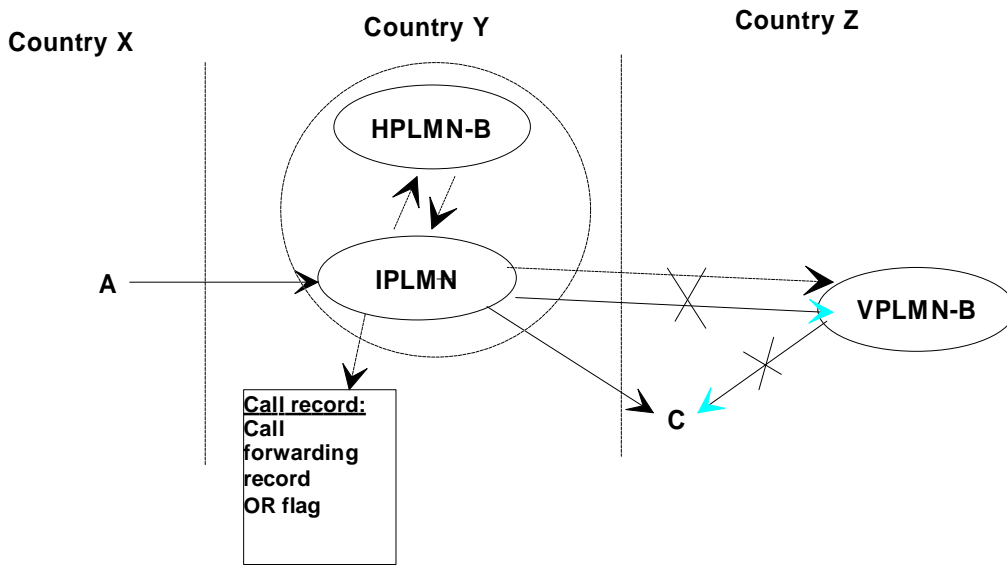 Country X
Country Y
Country Z
HPLMN-B
IPLMN
A
VPLMN-B
C
Call record:
Call
forwarding
record
OR flag